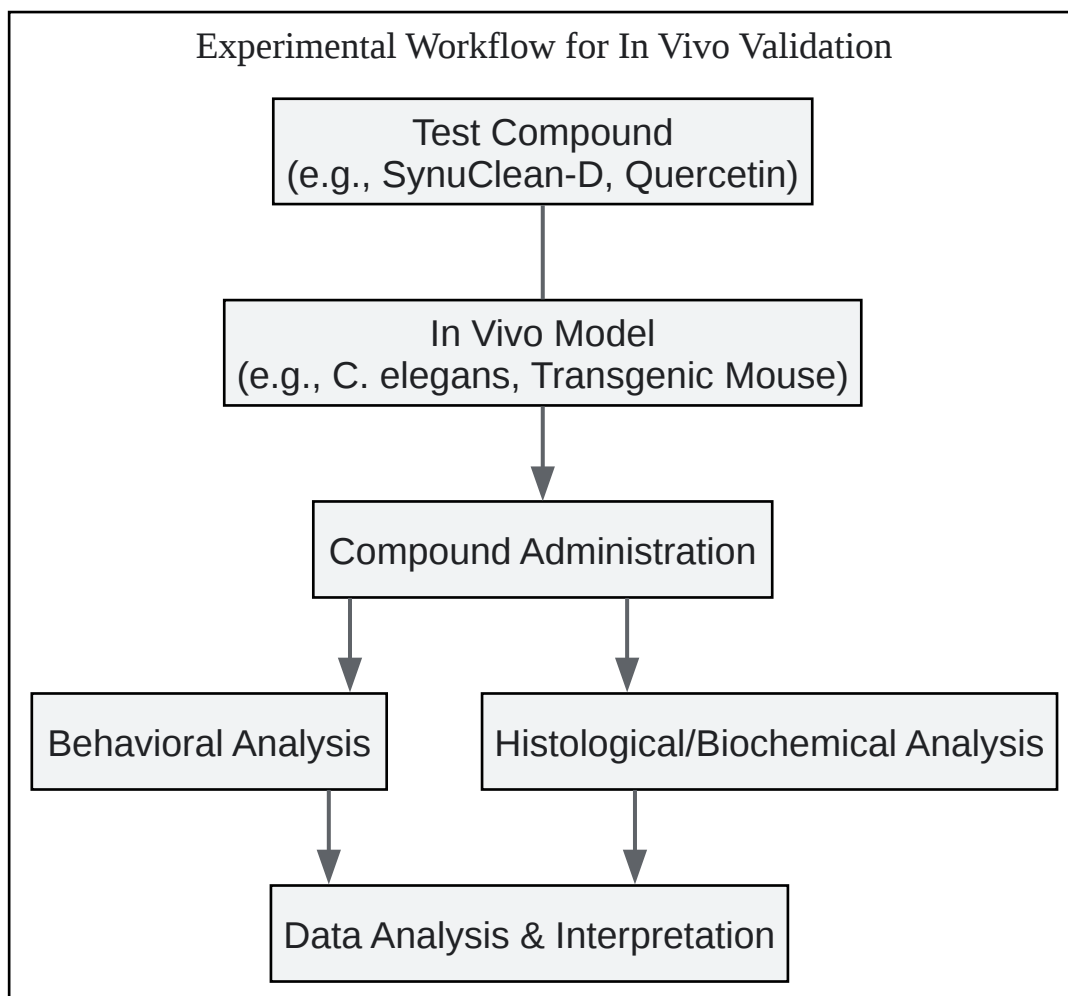 Experimental Workflow for In Vivo Validation
Test Compound
(e.g., SynuClean-D, Quercetin)
In Vivo Model
(e.g., C. elegans, Transgenic Mouse)
Compound Administration
Behavioral Analysis
Histological/Biochemical Analysis
Data Analysis & Interpretation